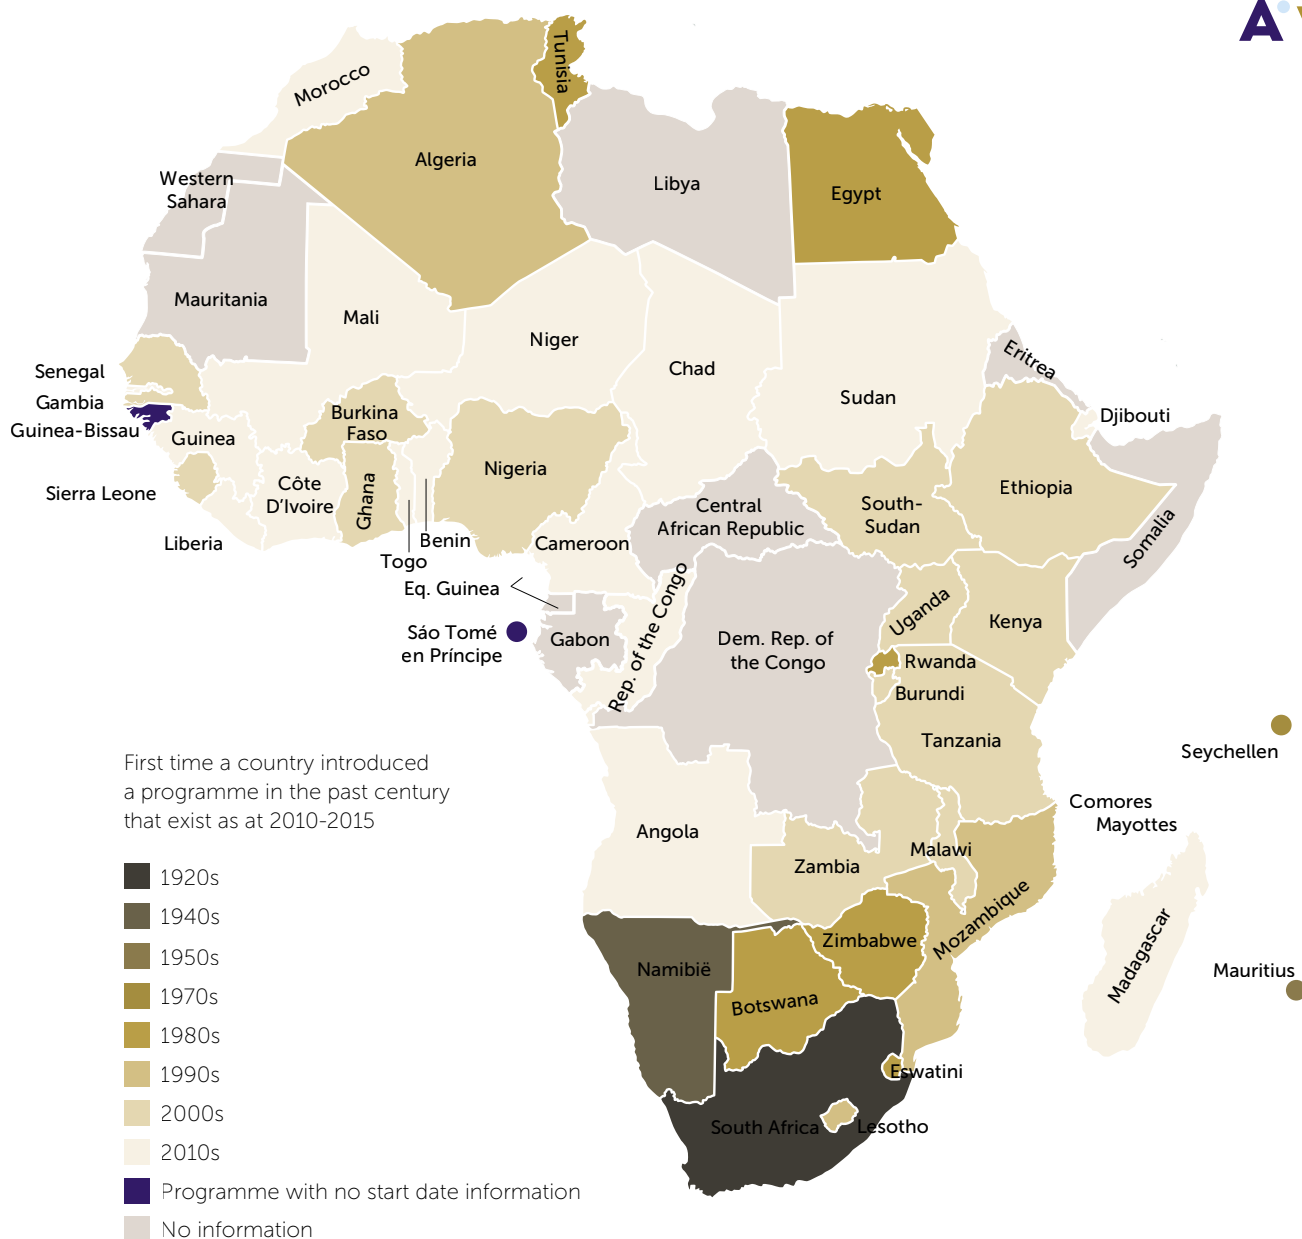 A
Morocco
Tunisia
Algeria
Libya
Egypt
Western
Sahara
Mauritania
Mali
Niger
Chad
Sudan
Eritrea
Djibouti
Senegal
Gambia
Guinea-Bissau
Guinea
Sierra Leone
Liberia
Côte
D'Ivoire
Burkina
Faso
Ghana
Togo
Benin
Nigeria
Cameroon
Eq. Guinea
Sáo Tomé
en Príncipe
Gabon
Rep. of the Congo
Central
African Republic
South-
Sudan
Ethiopia
Somalia
Uganda
Kenya
Dem. Rep. of
the Congo
Rwanda
Burundi
Tanzania
Seychellen
Comores
Mayottes
Angola
Zambia
Malawi
Mozambique
Madagascar
Mauritius
Zimbabwe
Namibië
Botswana
Eswatini
South Africa
Lesotho
First time a country introduced
a programme in the past century
that exist as at 2010-2015
1920s
1940s
1950s
1970s
1980s
1990s
2000s
2010s
Programme with no start date information
No information